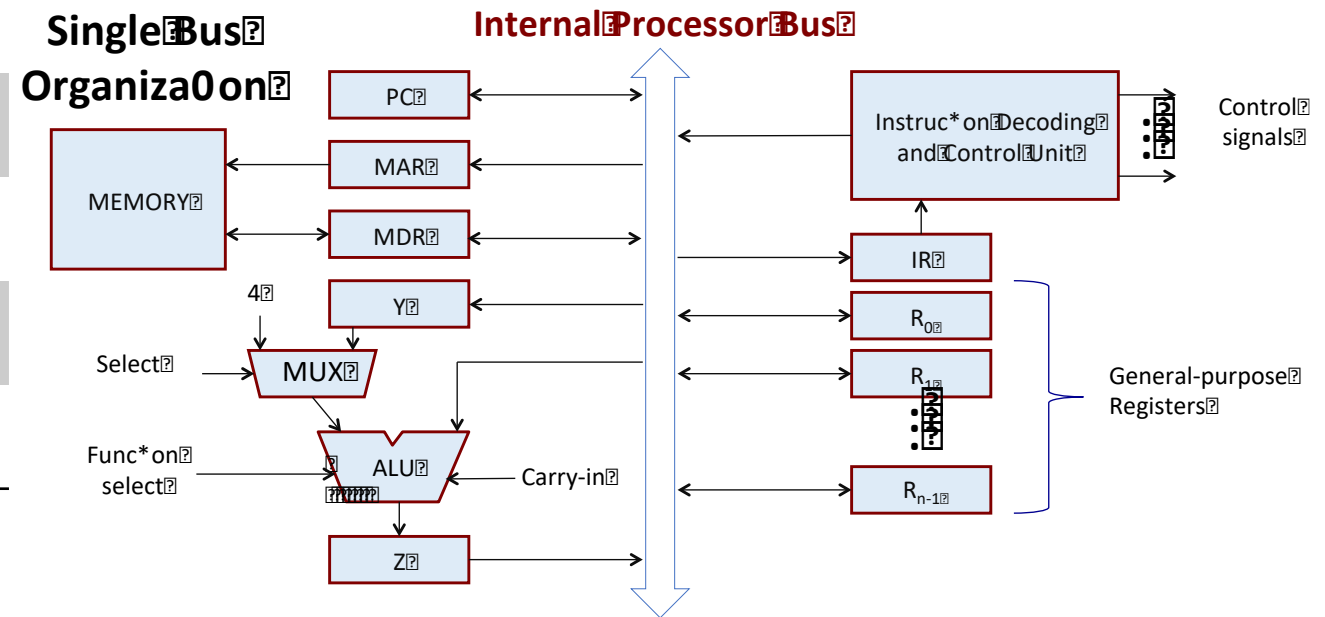 Single Bus
Organiza0on
Internal Processor Bus
PC
MAR
MEMORY
MDR
4
Y
Select
MUX
Func*on
select
ALU
Carry-in
Z
Instruc*on Decoding
and Control Unit
Control
signals
IR
R0
R1
General-purpose
Registers
Rn-1